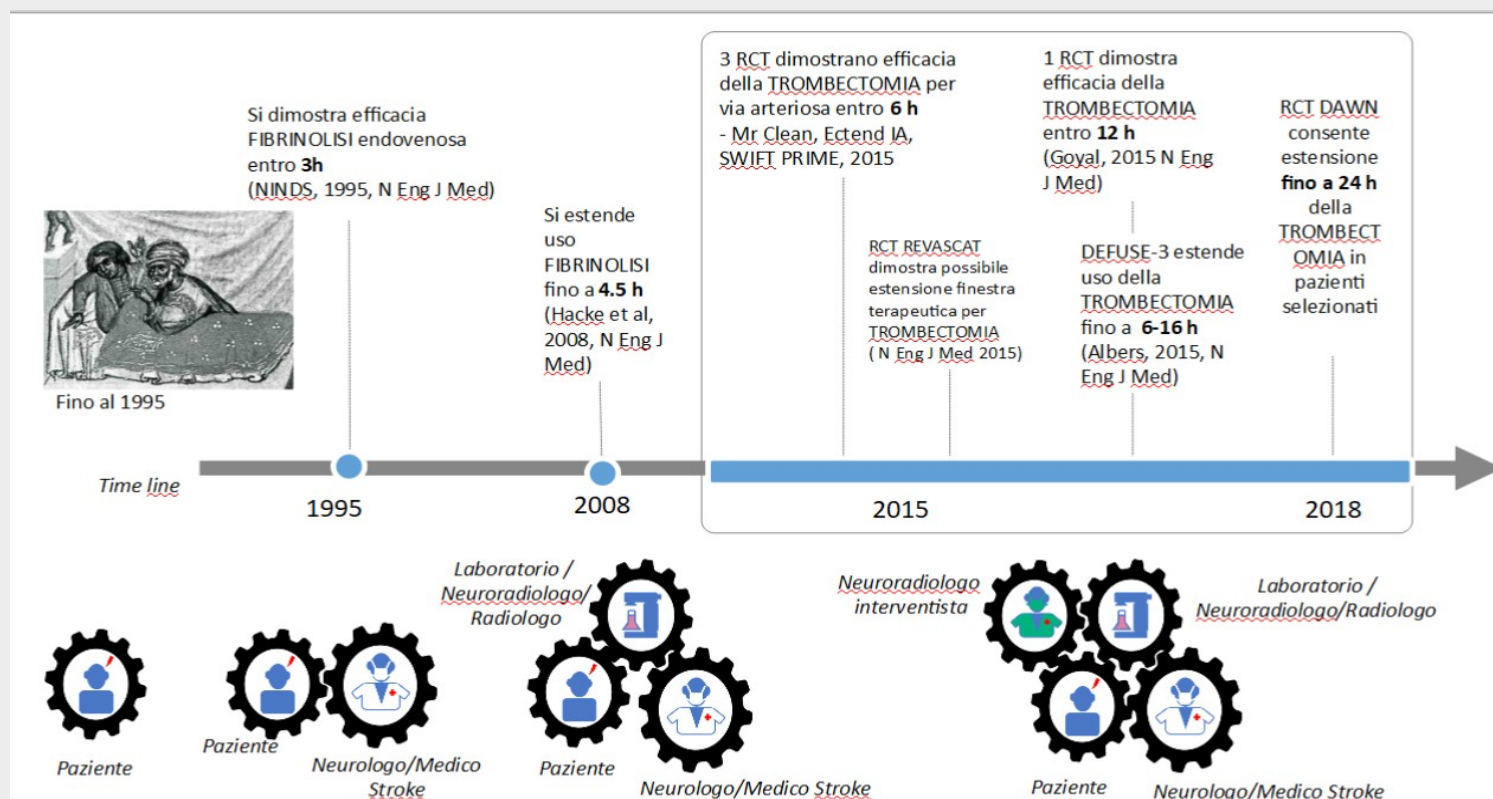 Si dimostra efficacia
FIBRINOLISI endovenosa
entro 3h
(NINDS, 1995, N Eng J Med)
Fino al 1995
Si estende
uso
FIBRINOLISI
fino a 4.5 h
(Hacke et al,
2008, N Eng J
Med)
3 RCT dimostrano efficacia
della TROMBECTOMIA per
via arteriosa entro 6 h
- Mr Clean, Ectend IA,
SWIFT PRIME, 2015
RCT REVASCAT
dimostra possibile
estensione finestra
terapeutica per
TROMBECTOMIA
( N Eng J Med 2015)
1 RCT dimostra
efficacia della
TROMBECTOMIA
entro 12 h
(Goyal, 2015 N Eng
J Med)
DEFUSE-3 estende
uso della
TROMBECTOMIA
fino a 6-16 h
(Albers, 2015, N
Eng J Med)
RCT DAWN
consente
estensione
fino a 24 h
della
TROMBECT
OMIA in
pazienti
selezionati
Time line
1995
2008
2015
2018
Paziente
Paziente
Neurologo/Medico
Stroke
Laboratorio /
Neuroradiologo/
Radiologo
Paziente
Neurologo/Medico Stroke
Neuroradiologo
interventista
Laboratorio /
Neuroradiologo/Radiologo
Paziente
Neurologo/Medico Stroke